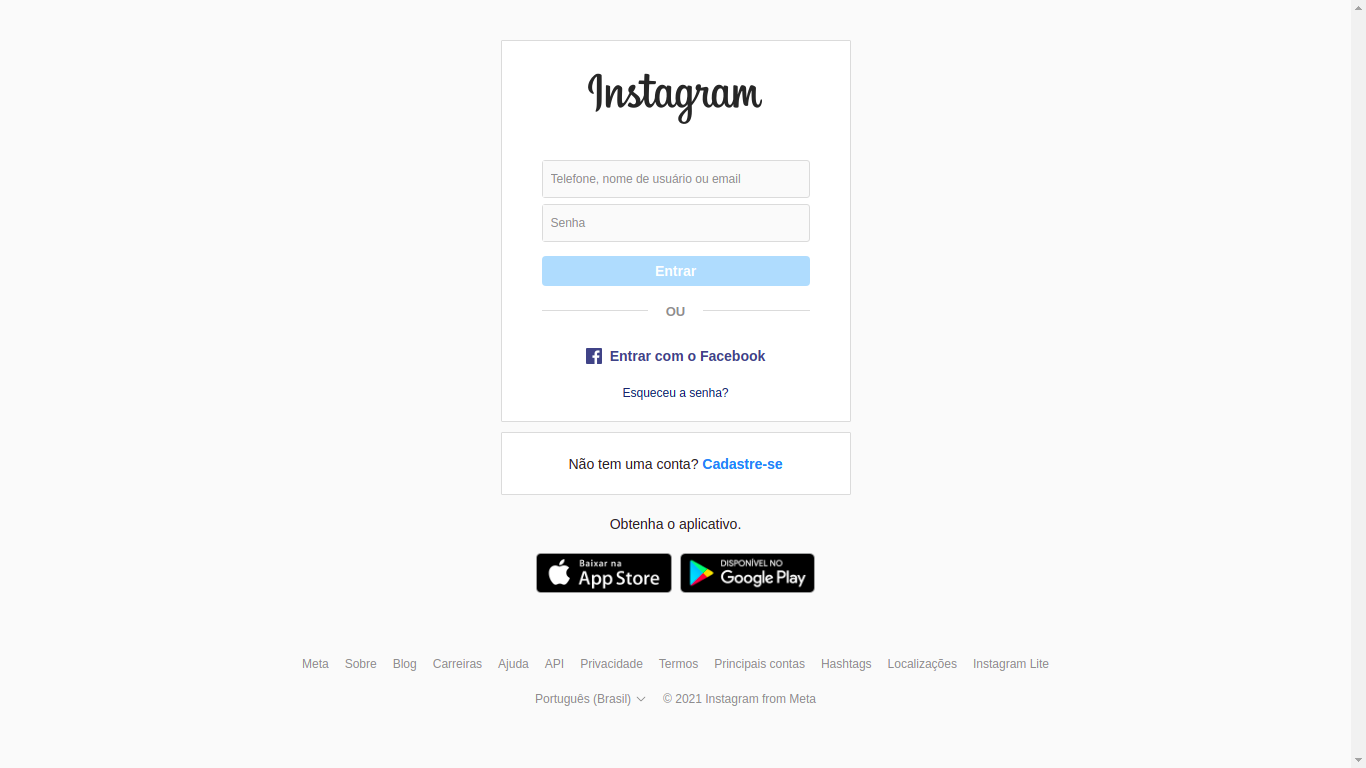 Instagram
Telefone, nome de usuário ou email
Senha
Entrar
OU
Entrar com o Facebook
Esqueceu a senha?
Não tem uma conta? Cadastre-se
Obtenha o aplicativo.
Baixar na
App Store
DISPONÍVEL NO
Google Play
Meta Sobre Blog Carreiras Ajuda API Privacidade Termos Principais contas Hashtags Localizações Instagram Lite
Português (Brasil) © 2021 Instagram from Meta